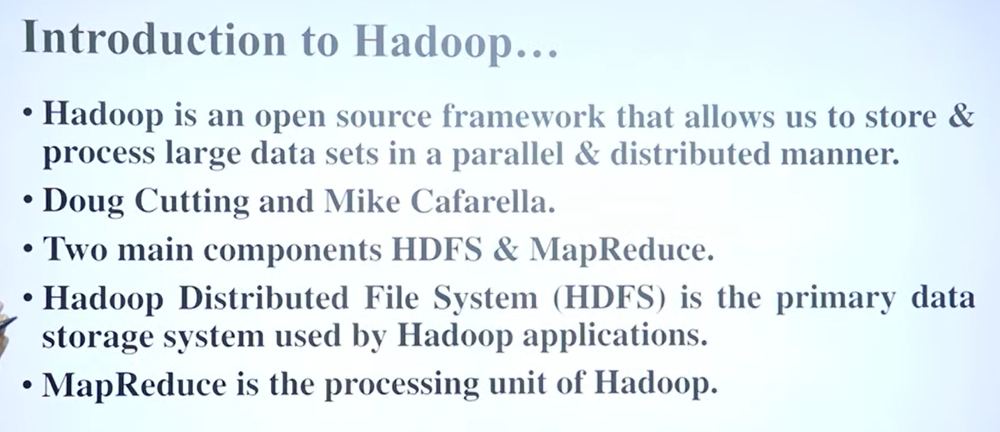 Introduction to Hadoop...
• Hadoop is an open source framework that allows us to store &
process large data sets in a parallel & distributed manner.
• Doug Cutting and Mike Cafarella.
• Two main components HDFS & MapReduce.
• Hadoop Distributed File System (HDFS) is the primary data
storage system used by Hadoop applications.
• MapReduce is the processing unit of Hadoop.